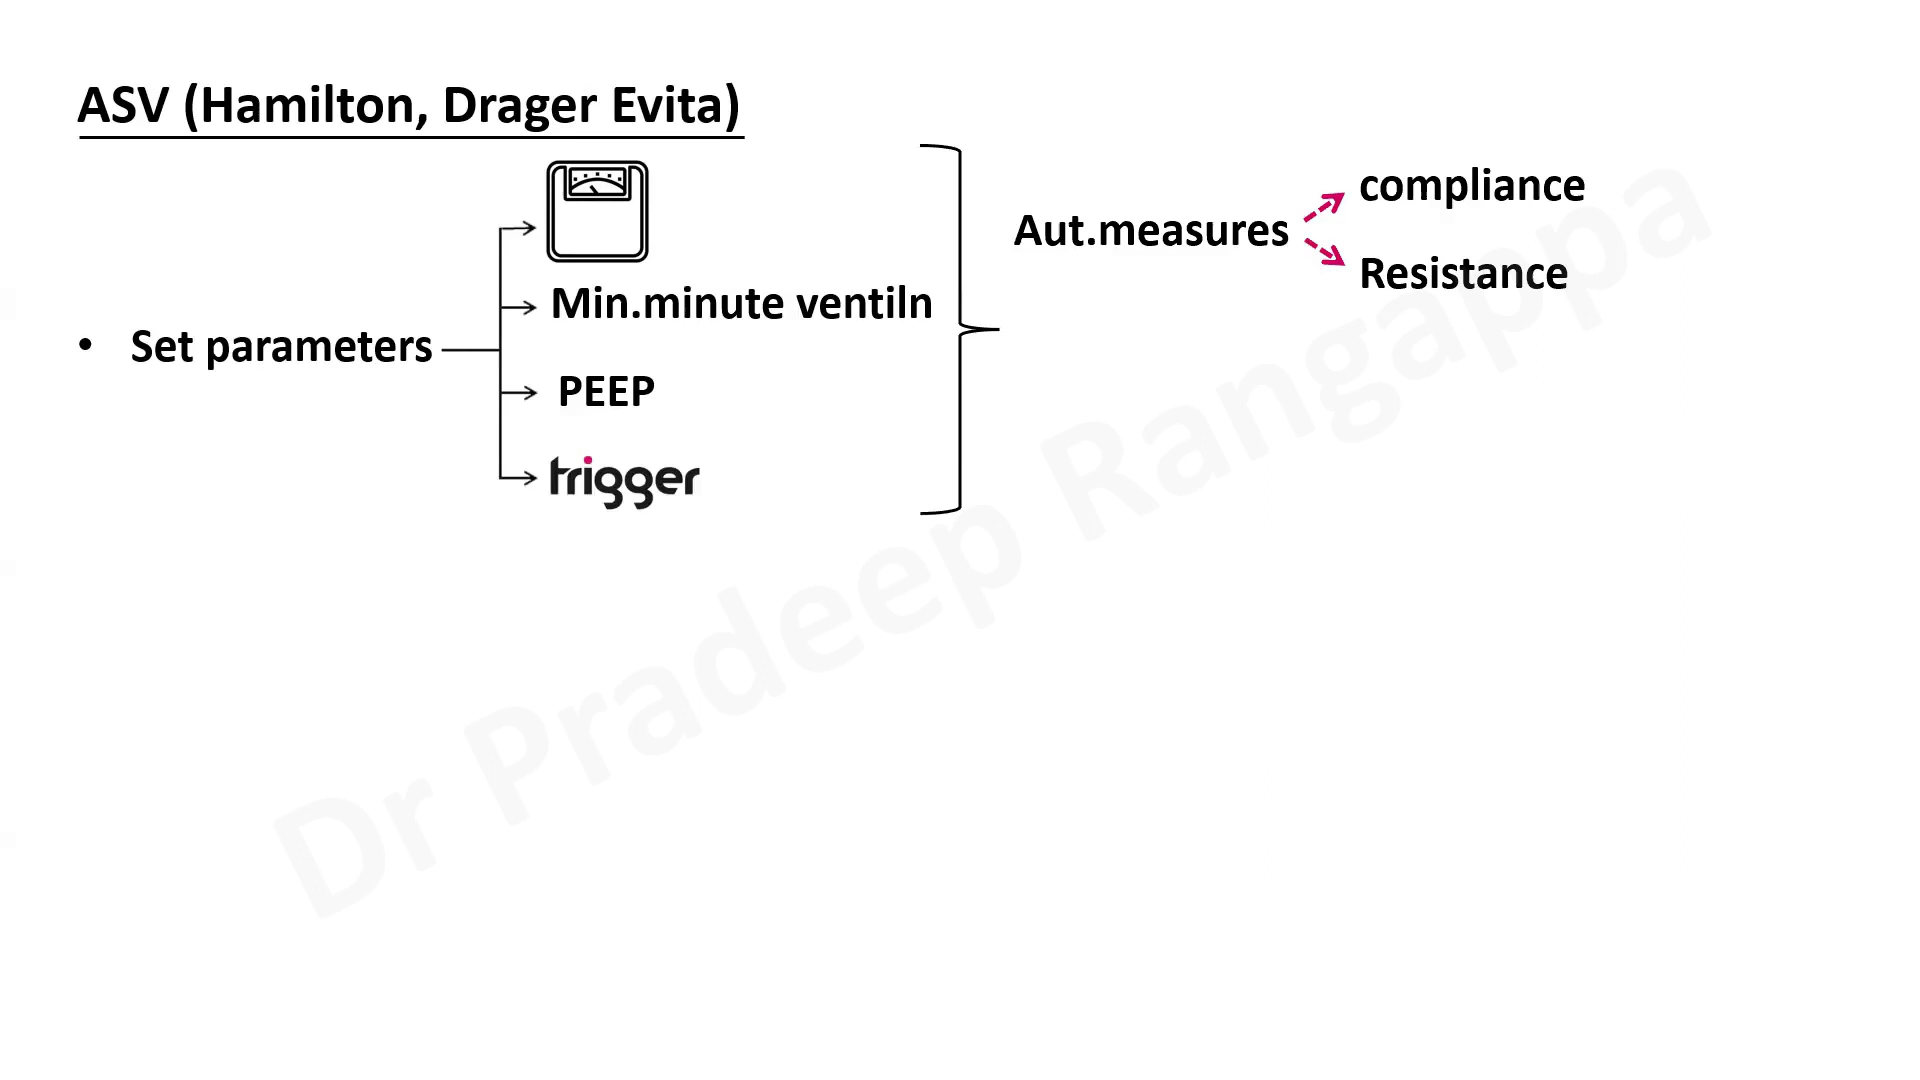 ASV (Hamilton, Drager Evita)
• Set parameters
Min.minute ventiln
PEEP
trigger
Aut.measures
compliance
Resistance
Dr Pradeep Rangappa